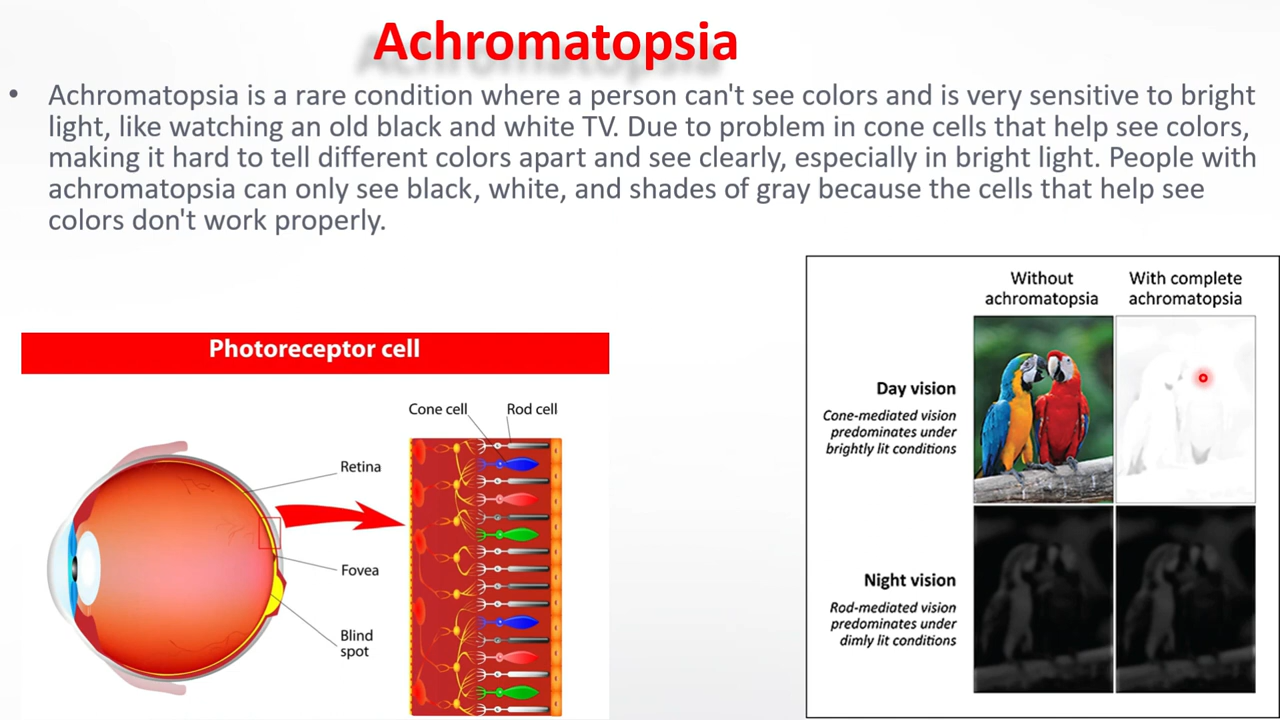 Achromatopsia
• Achromatopsia is a rare condition where a person can't see colors and is very sensitive to bright
light, like watching an old black and white TV. Due to problem in cone cells that help see colors,
making it hard to tell different colors apart and see clearly, especially in bright light. People with
achromatopsia can only see black, white, and shades of gray because the cells that help see
colors don't work properly.
Photoreceptor cell
Cone cell
Rod cell
Retina
Fovea
Blind
spot
Without
achromatopsia
With complete
achromatopsia
Day vision
Cone-mediated vision
predominates under
brightly lit conditions
Night vision
Rod-mediated vision
predominates under
dimly lit conditions